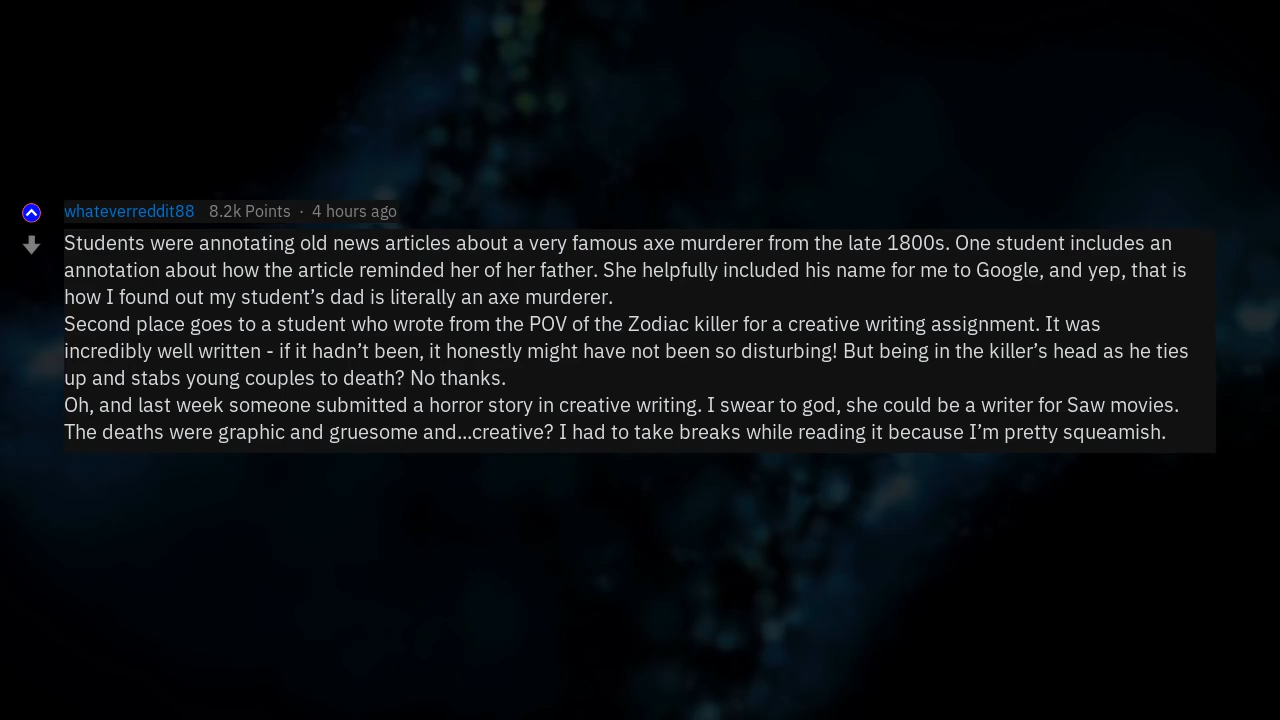 whateverreddit88 8.2k Points · 4 hours ago
Students were annotating old news articles about a very famous axe murderer from the late 1800s. One student includes an
annotation about how the article reminded her of her father. She helpfully included his name for me to Google, and yep, that is
how I found out my student’s dad is literally an axe murderer.
Second place goes to a student who wrote from the POV of the Zodiac killer for a creative writing assignment. It was
incredibly well written - if it hadn’t been, it honestly might have not been so disturbing! But being in the killer’s head as he ties
up and stabs young couples to death? No thanks.
Oh, and last week someone submitted a horror story in creative writing. I swear to god, she could be a writer for Saw movies.
The deaths were graphic and gruesome and...creative? I had to take breaks while reading it because I’m pretty squeamish.